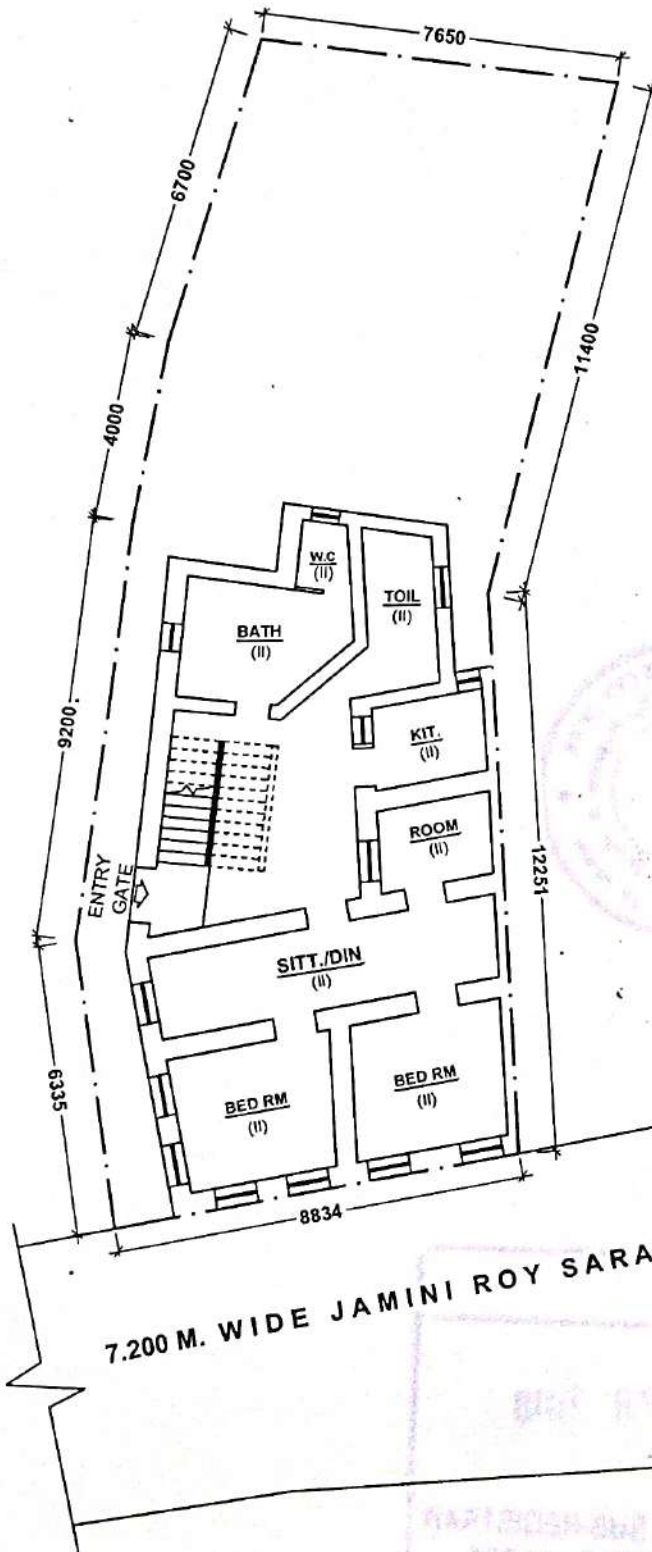 7650
6700
11400
4000
W.C
(II)
TOIL
(II)
BATH
(II)
9200
KIT.
(II)
ROOM
(II)
12251
ENTRY
GATE
SITT./DIN
(II)
6335
BED RM
(II)
BED RM
(II)
8834
7.200 M. WIDE JAMINI ROY SARA